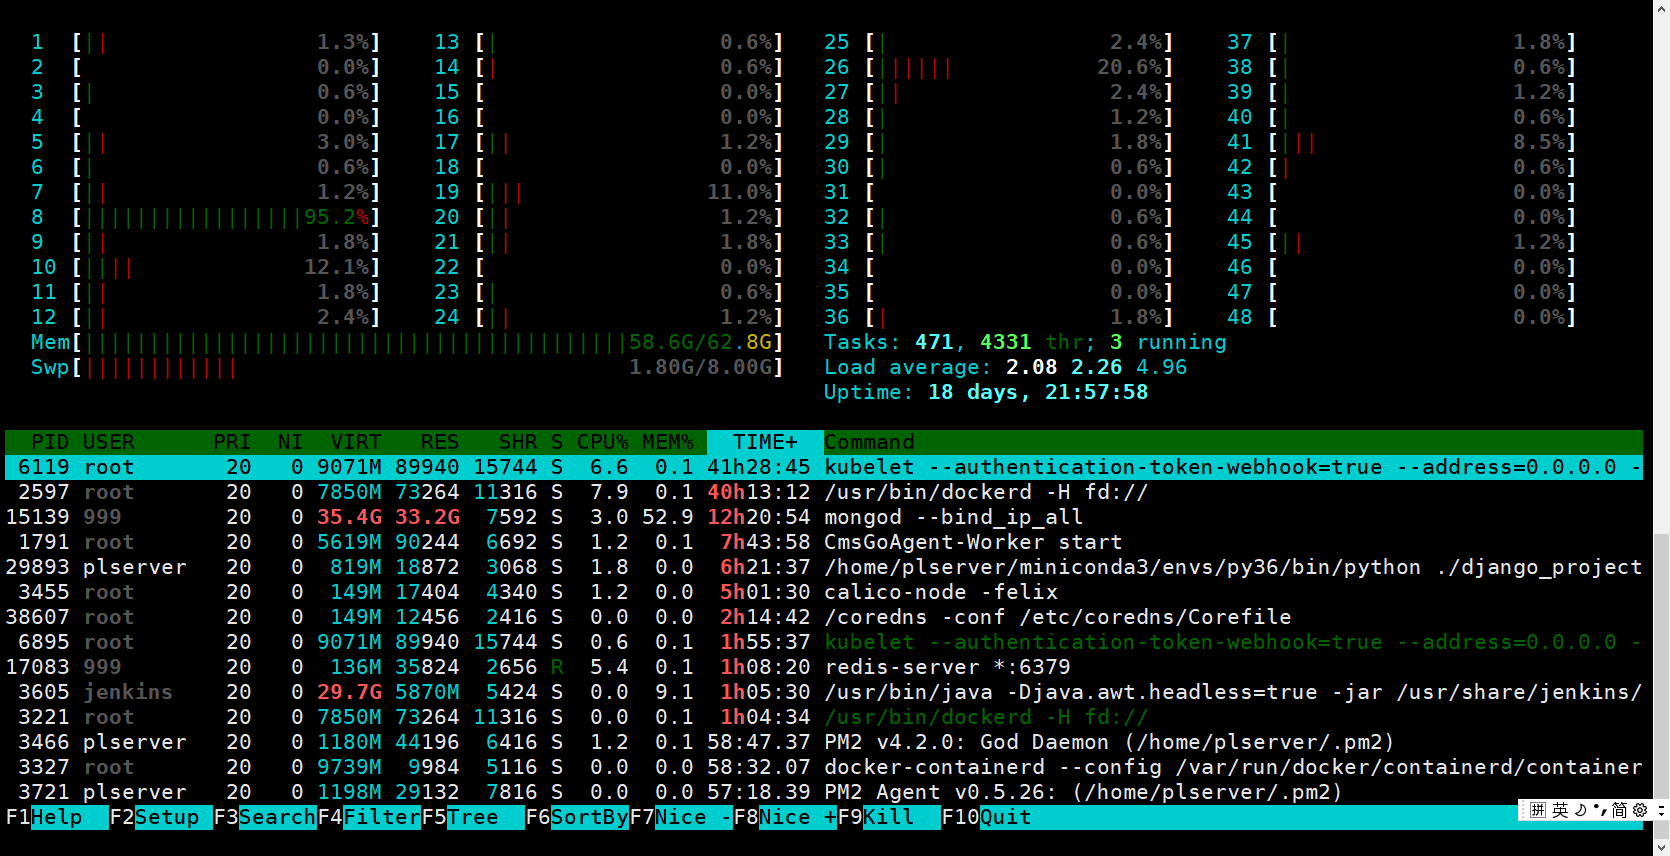 1 [|| 1.3%] 13 [| 0.6%] 25 [| 2.4%] 37 [| 1.8%]
2 [ 0.0%] 14 [| 0.6%] 26 [|||||| 20.6%] 38 [| 0.6%]
3 [| 0.6%] 15 [ 0.0%] 27 [|| 2.4%] 39 [| 1.2%]
4 [ 0.0%] 16 [ 0.0%] 28 [| 1.2%] 40 [| 0.6%]
5 [|| 3.0%] 17 [|| 1.2%] 29 [| 1.8%] 41 [||| 8.5%]
6 [| 0.6%] 18 [ 0.0%] 30 [| 0.6%] 42 [| 0.6%]
7 [|| 1.2%] 19 [||| 11.0%] 31 [ 0.0%] 43 [ 0.0%]
8 [|||||||||||||||||95.2%] 20 [|| 1.2%] 32 [| 0.6%] 44 [ 0.0%]
9 [|| 1.8%] 21 [|| 1.8%] 33 [| 0.6%] 45 [|| 1.2%]
10 [|||| 12.1%] 22 [ 0.0%] 34 [ 0.0%] 46 [ 0.0%]
11 [|| 1.8%] 23 [| 0.6%] 35 [ 0.0%] 47 [ 0.0%]
12 [|| 2.4%] 24 [|| 1.2%] 36 [| 1.8%] 48 [ 0.0%]
Mem[||||||||||||||||||||||||||||||||||||||||||58.6G/62.8G] Tasks: 471, 4331 thr; 3 running
Swp[|||||||||||| 1.80G/8.00G] Load average: 2.08 2.26 4.96
Uptime: 18 days, 21:57:58
PID USER PRI NI VIRT RES SHR S CPU% MEM% TIME+ Command
6119 root 20 0 9071M 89940 15744 S 6.6 0.1 41h28:45 kubelet --authentication-token-webhook=true --address=0.0.0.0 -
2597 root 20 0 7850M 73264 11316 S 7.9 0.1 40h13:12 /usr/bin/dockerd -H fd://
15139 999 20 0 35.4G 33.2G 7592 S 3.0 52.9 12h20:54 mongod --bind_ip_all
1791 root 20 0 5619M 90244 6692 S 1.2 0.1 7h43:58 CmsGoAgent-Worker start
29893 plserver 20 0 819M 18872 3068 S 1.8 0.0 6h21:37 /home/plserver/miniconda3/envs/py36/bin/python ./django_project
3455 root 20 0 149M 17404 4340 S 1.2 0.0 5h01:30 calico-node -felix
38607 root 20 0 149M 12456 2416 S 0.0 0.0 2h14:42 /coredns -conf /etc/coredns/Corefile
6895 root 20 0 9071M 89940 15744 S 0.6 0.1 1h55:37 kubelet --authentication-token-webhook=true --address=0.0.0.0 -
17083 999 20 0 136M 35824 2656 R 5.4 0.1 1h08:20 redis-server *:6379
3605 jenkins 20 0 29.7G 5870M 5424 S 0.0 9.1 1h05:30 /usr/bin/java -Djava.awt.headless=true -jar /usr/share/jenkins/
3221 root 20 0 7850M 73264 11316 S 0.0 0.1 1h04:34 /usr/bin/dockerd -H fd://
3466 plserver 20 0 1180M 44196 6416 S 1.2 0.1 58:47.37 PM2 v4.2.0: God Daemon (/home/plserver/.pm2)
3327 root 20 0 9739M 9984 5116 S 0.0 0.0 58:32.07 docker-containerd --config /var/run/docker/containerd/container
3721 plserver 20 0 1198M 29132 7816 S 0.0 0.0 57:18.39 PM2 Agent v0.5.26: (/home/plserver/.pm2)
F1Help F2Setup F3SearchF4FilterF5Tree F6SortByF7Nice -F8Nice +F9Kill F10Quit
拼 英 简